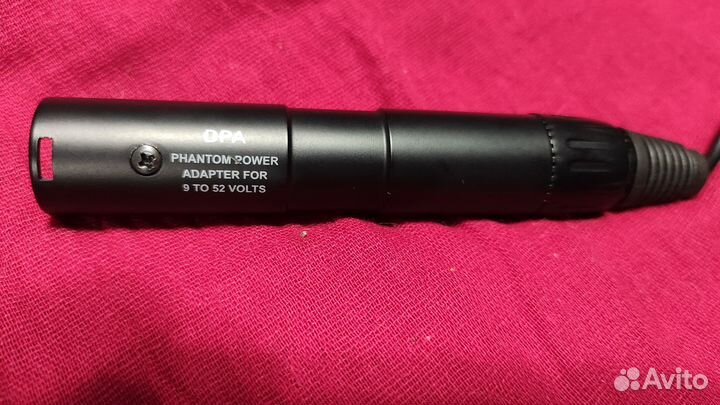 DPA
PHANTOM POWER
ADAPTER FOR
9 TO 52 VOLTS
Avito